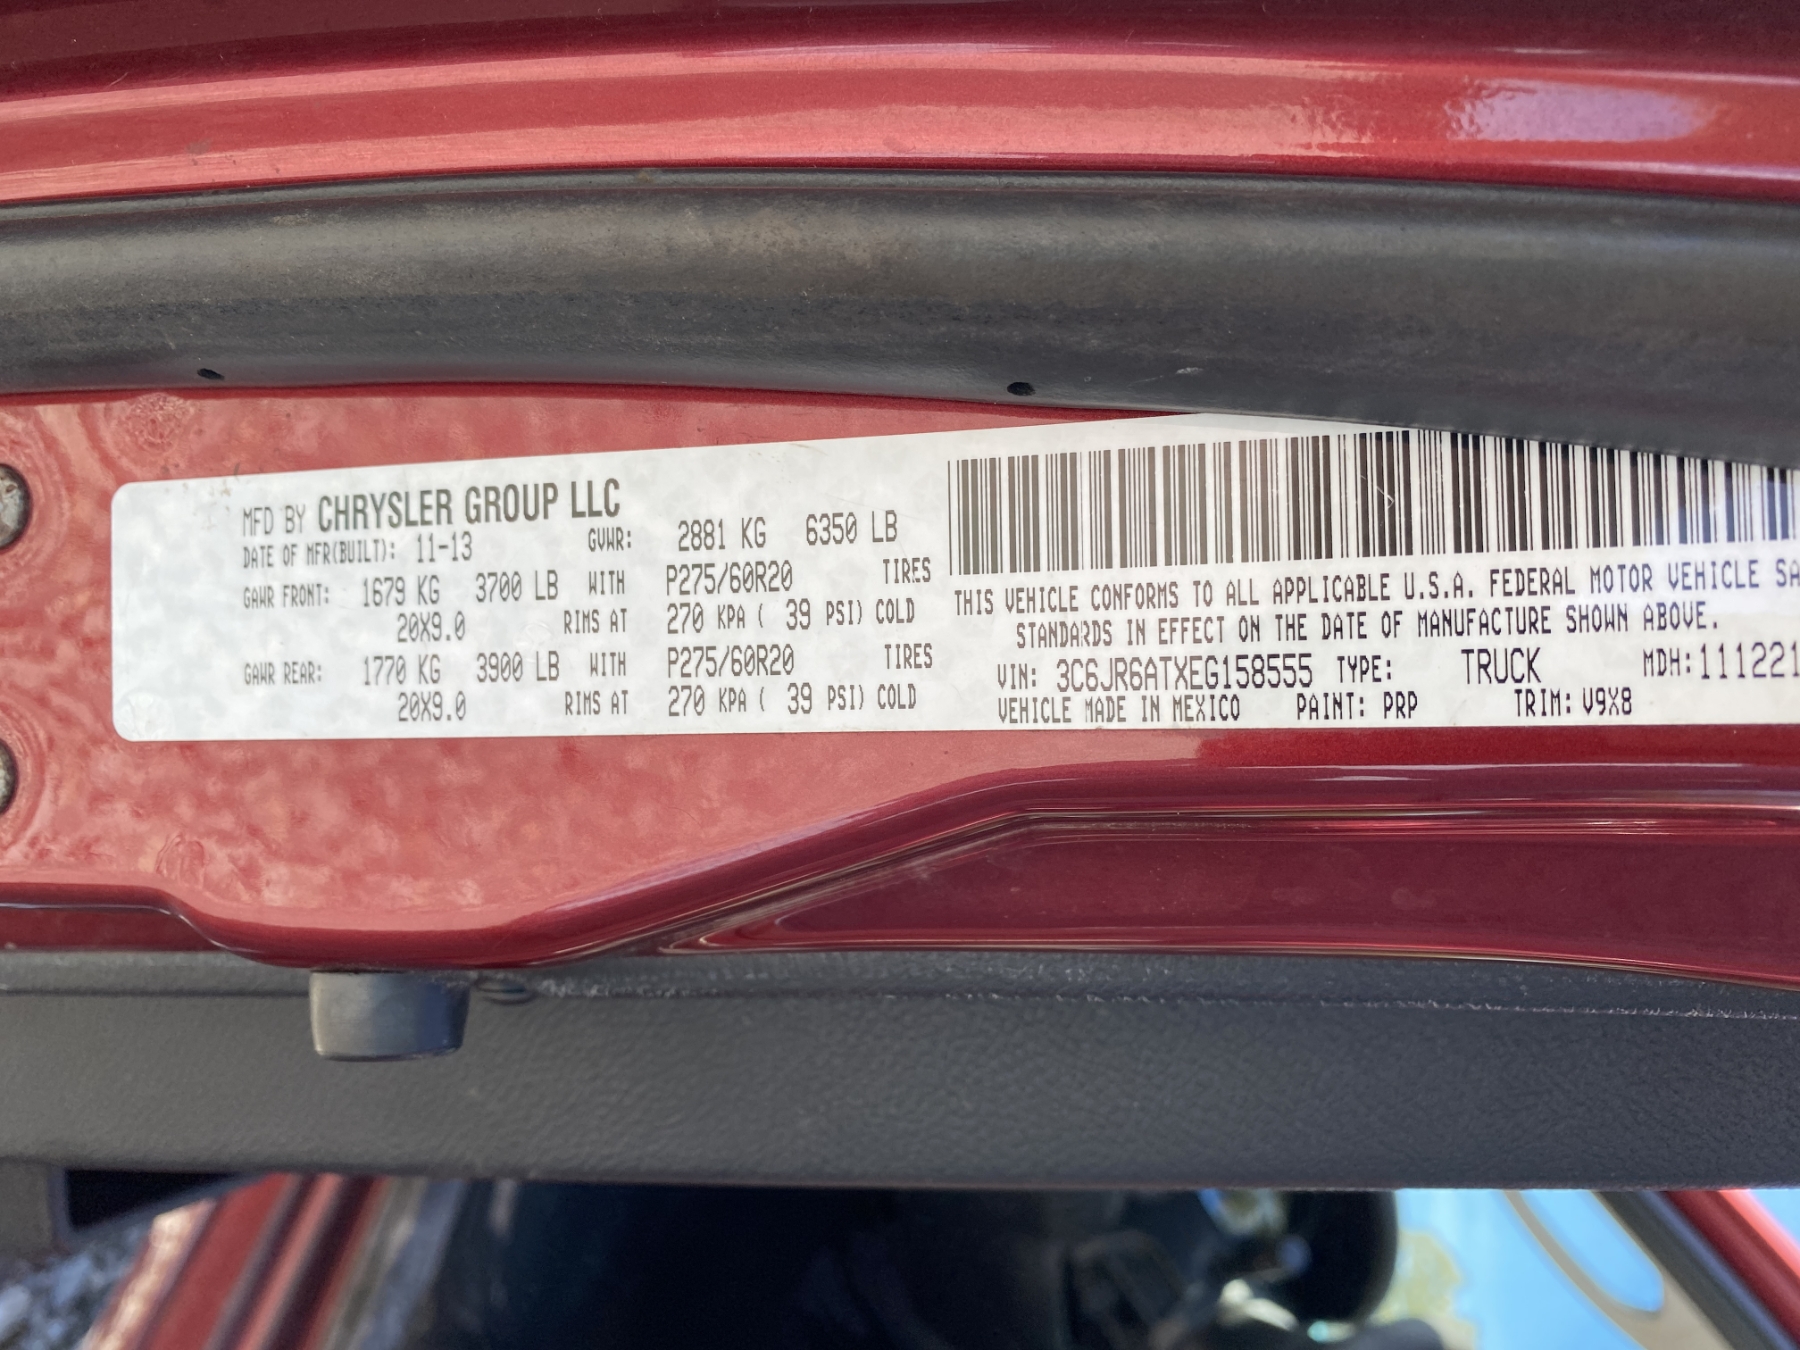 MFD BY CHRYSLER GROUP LLC
DATE OF MFR(BUILT): 11-13 GVWR: 2881 KG 6350 LB
GAWR FRONT: 1679 KG 3700 LB WITH P275/60R20 TIRES
20X9.0 RIMS AT 270 KPA ( 39 PSI) COLD
GAWR REAR: 1770 KG 3900 LB WITH P275/60R20 TIRES
20X9.0 RIMS AT 270 KPA ( 39 PSI) COLD
THIS VEHICLE CONFORMS TO ALL APPLICABLE U.S.A. FEDERAL MOTOR VEHICLE SA
STANDARDS IN EFFECT ON THE DATE OF MANUFACTURE SHOWN ABOVE.
VIN: 3C6JR6ATXEG158555 TYPE: TRUCK MDH: 111221
VEHICLE MADE IN MEXICO PAINT: PRP TRIM: V9X8